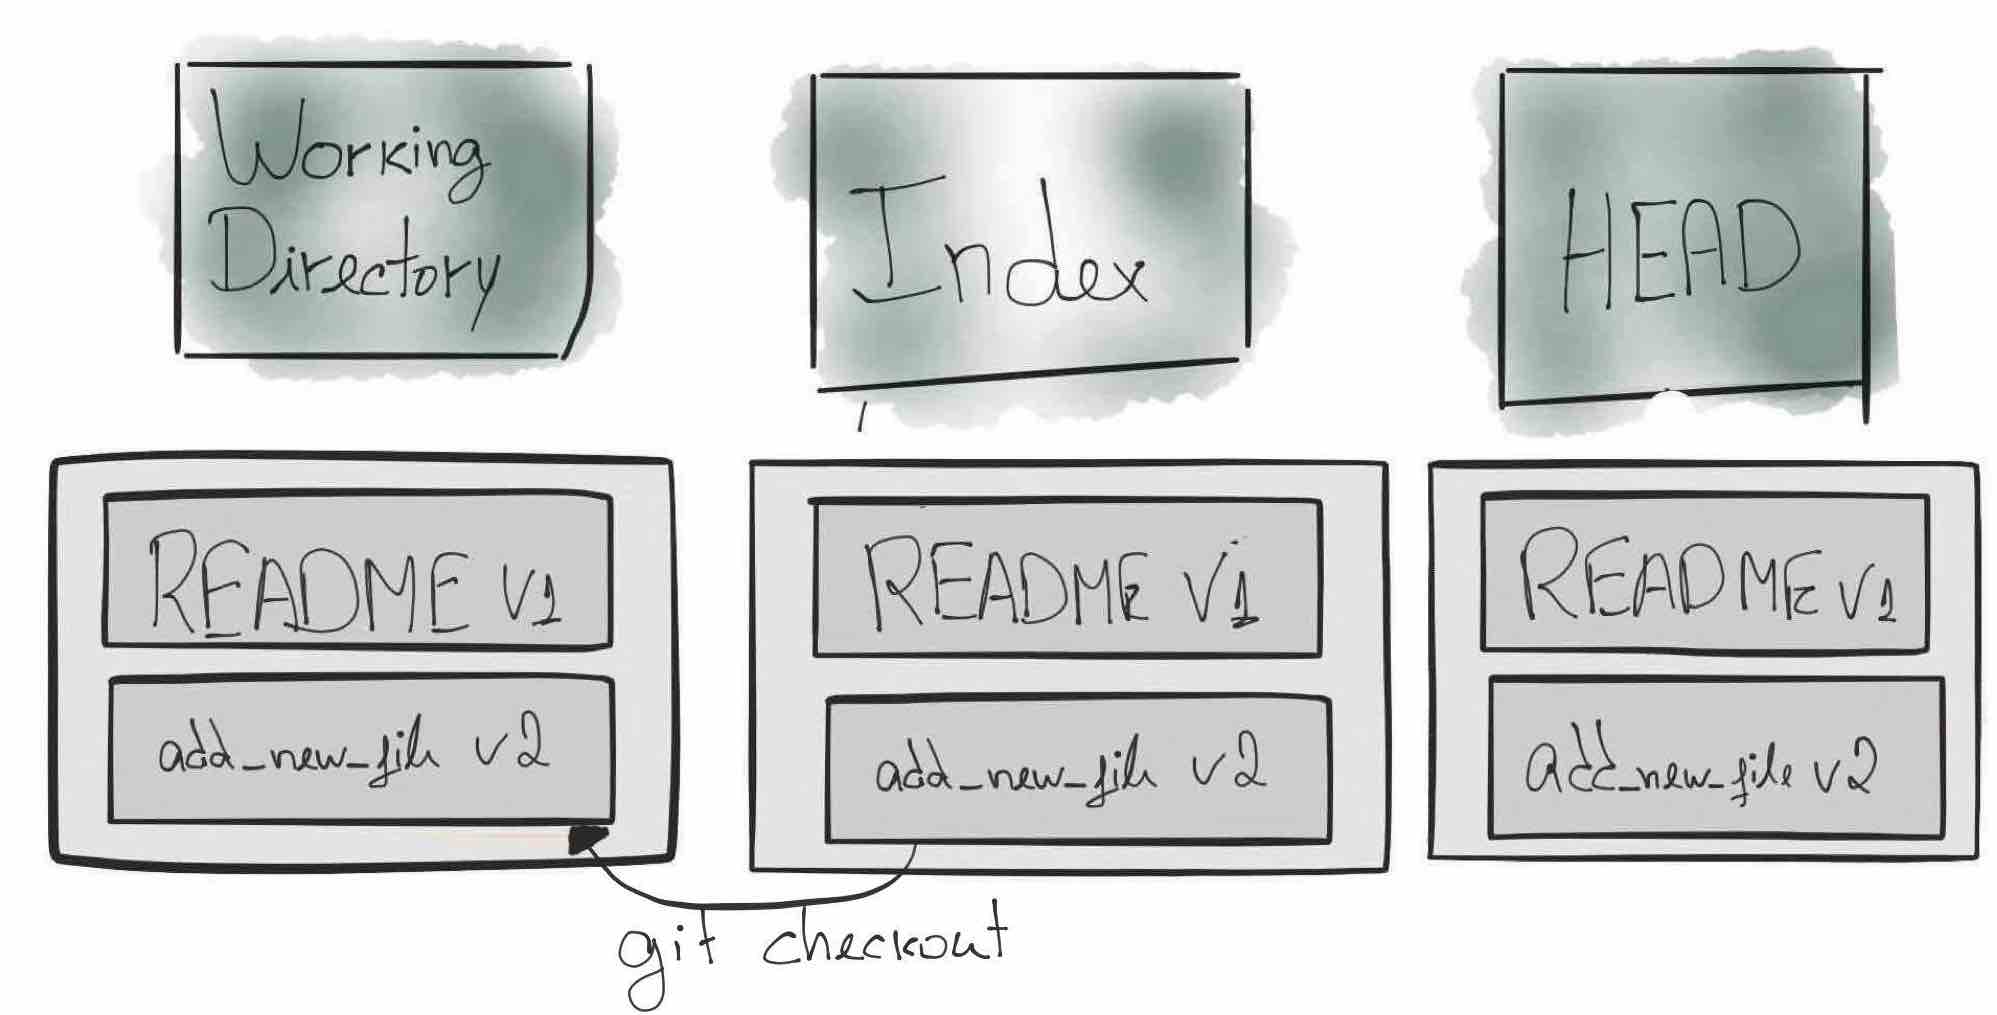 Working
Directory
Index
HEAD
README v1
add_new_file v2
README v1
add_new_file v2
README v1
add_new_file v2
git checkout